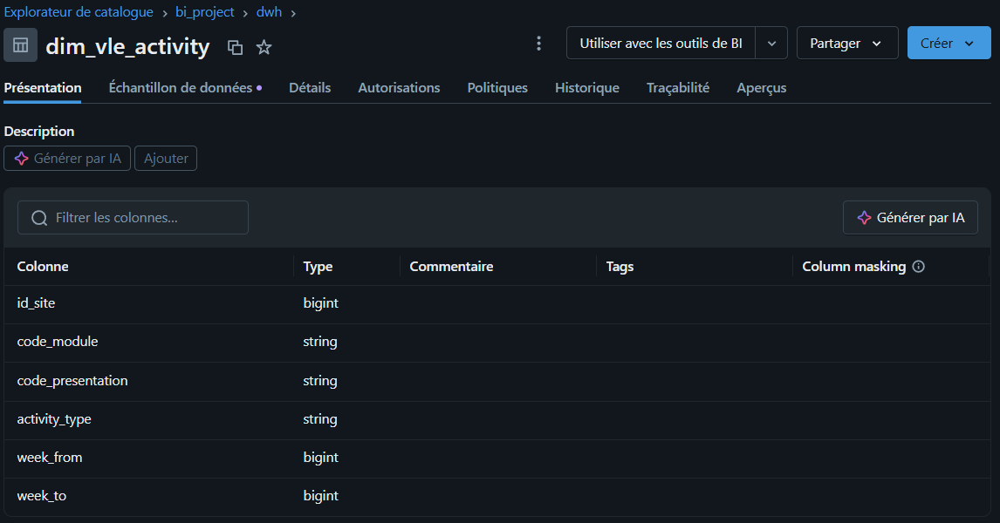 Explorateur de catalogue > bi_project > dwh >
dim_vle_activity
Utiliser avec les outils de BI
Partager
Créer
Présentation Échantillon de données Détails Autorisations Politiques Historique Traçabilité Aperçus
Description
Générer par IA Ajouter
Filtrer les colonnes... Générer par IA
Colonne Type Commentaire Tags Column masking
id_site bigint
code_module string
code_presentation string
activity_type string
week_from bigint
week_to bigint